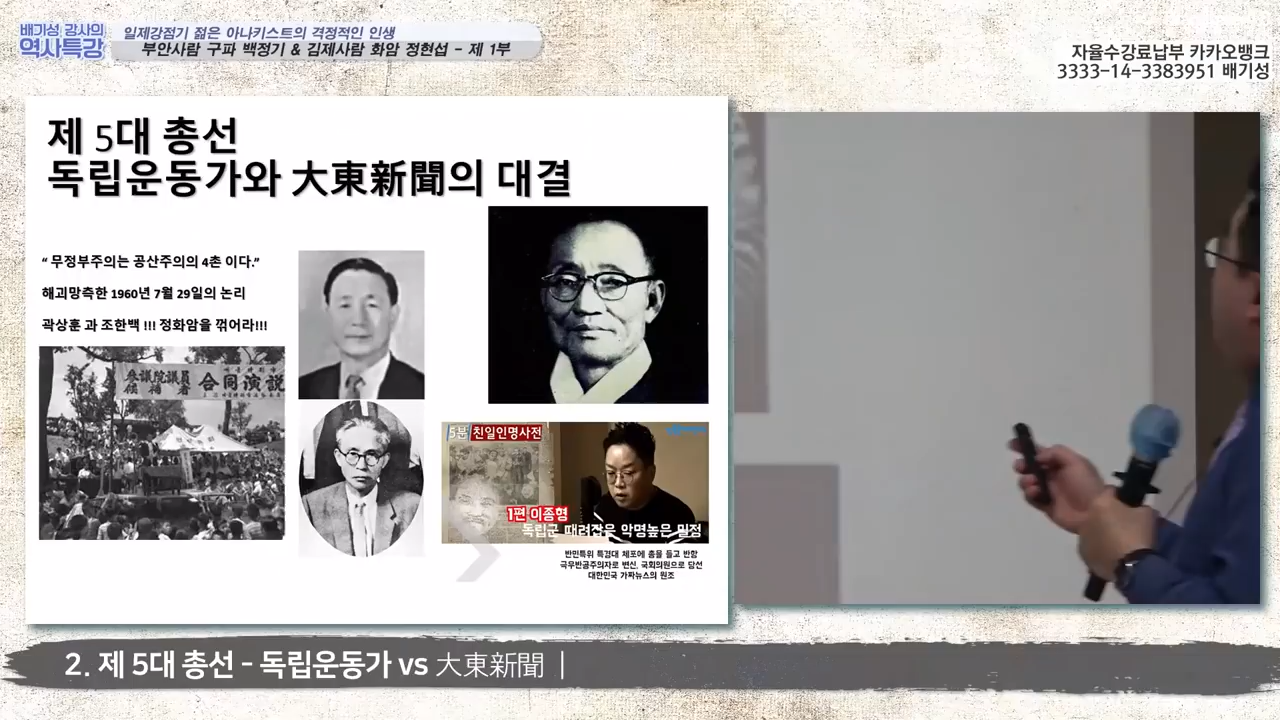 배기성 강사의
역사특강
일제강점기 젊은 아나키스트의 격정적인 인생
부안사람 구파 백정기 & 김제사람 화암 정현섭 - 제 1부
자율수강료납부 카카오뱅크
3333-14-3383951 배기성
제 5대 총선
독립운동가와 大東新聞의 대결
“ 무정부주의는 공산주의의 4촌 이다.”
해괴망측한 1960년 7월 29일의 논리
곽상훈 과 조한백 !!! 정화암을 꺾어라!!!
衆議院議員
候補者
合同演說
5분 친일인명사전
1편 이종형
독립군 때려잡은 악명높은 밀정
반민특위 특경대 체포에 총을 들고 반항
극우반공주의자로 변신, 국회의원으로 당선
대한민국 가짜뉴스의 원조
2. 제 5대 총선 - 독립운동가 vs 大東新聞 |